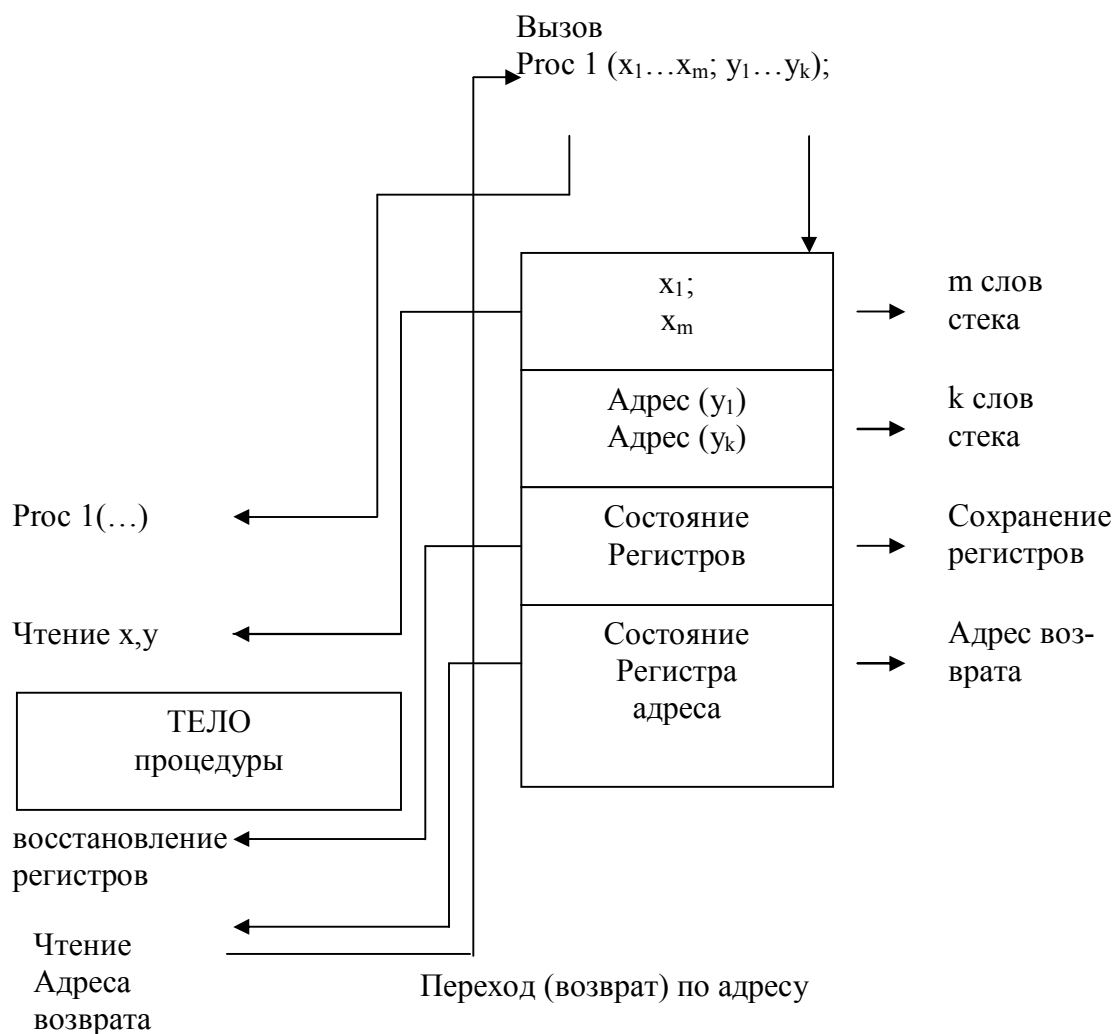 Вызов
Proc 1 (x₁…xₘ; y₁…yₖ);
x₁;
xₘ
m слов
стека
Адрес (y₁)
Адрес (yₖ)
k слов
стека
Proc 1(…)
Состояние
Регистров
Сохранение
регистров
Чтение x,y
Состояние
Регистра
адреса
Адрес воз-
врата
ТЕЛО
процедуры
восстановление
регистров
Чтение
Адреса
возврата
Переход (возврат) по адресу